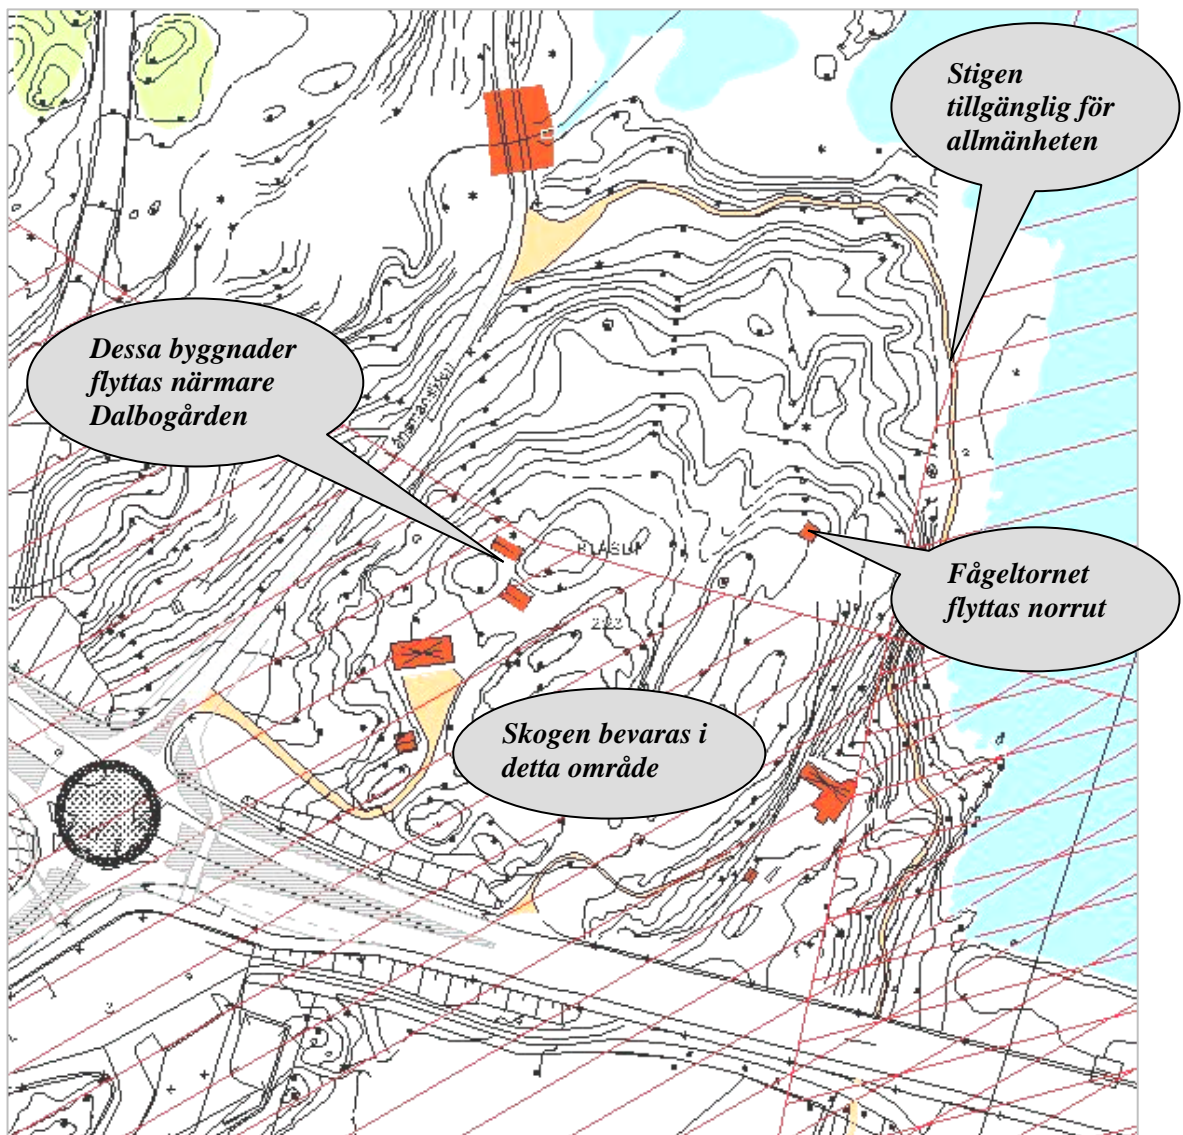 Stigen
tillgänglig för
allmänheten
Dessa byggnader
flyttas närmare
Dalbogården
Fågeltornet
flyttas norrut
Skogen bevaras i
detta område